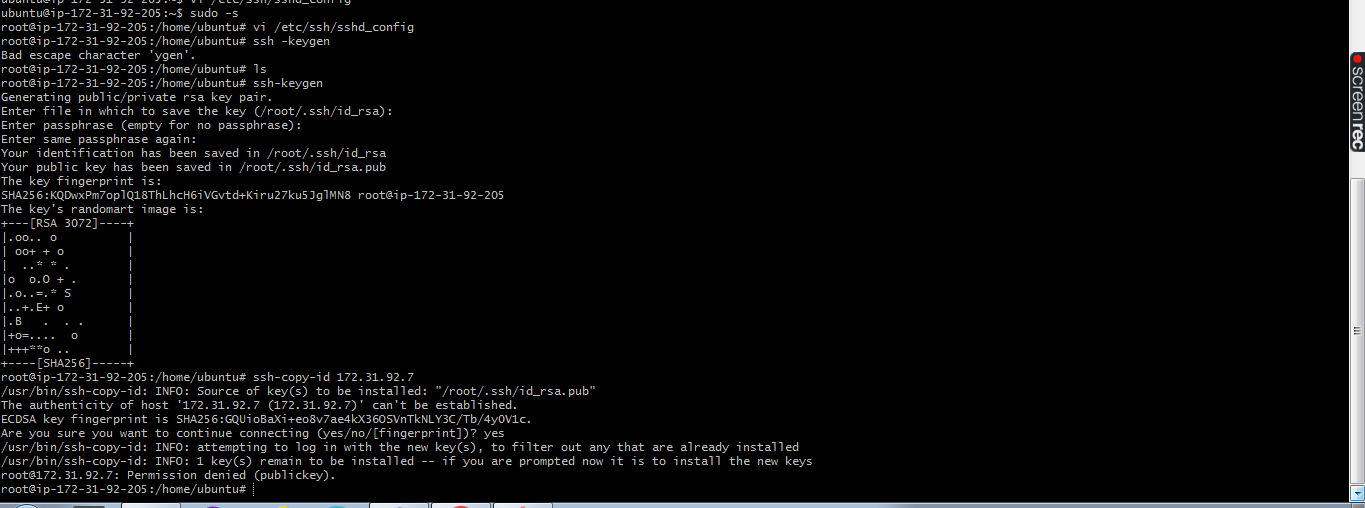 ubuntu@ip-172-31-92-205:~$ vi /etc/ssh/sshd_config
ubuntu@ip-172-31-92-205:~$ sudo -s
root@ip-172-31-92-205:/home/ubuntu# vi /etc/ssh/sshd_config
root@ip-172-31-92-205:/home/ubuntu# ssh -keygen
Bad escape character 'ygen'.
root@ip-172-31-92-205:/home/ubuntu# ls
root@ip-172-31-92-205:/home/ubuntu# ssh-keygen
Generating public/private rsa key pair.
Enter file in which to save the key (/root/.ssh/id_rsa):
Enter passphrase (empty for no passphrase):
Enter same passphrase again:
Your identification has been saved in /root/.ssh/id_rsa
Your public key has been saved in /root/.ssh/id_rsa.pub
The key fingerprint is:
SHA256:KQDwxPm7oplQ18ThLhcH6iVGvtd+Kiru27ku5JglMN8 root@ip-172-31-92-205
The key's randomart image is:
+---[RSA 3072]----+
|.oo.. o          |
| oo+ + o         |
|  ..* * .        |
|o  o.O + .       |
|.o..=.* S        |
|..+.E+ o         |
|.B   .  . .      |
|+o=....  o       |
|+++**o ..        |
+----[SHA256]-----+
root@ip-172-31-92-205:/home/ubuntu# ssh-copy-id 172.31.92.7
/usr/bin/ssh-copy-id: INFO: Source of key(s) to be installed: "/root/.ssh/id_rsa.pub"
The authenticity of host '172.31.92.7 (172.31.92.7)' can't be established.
ECDSA key fingerprint is SHA256:GQUioBaXi+eo8v7ae4kX36OSVnTkNLY3C/Tb/4yOV1c.
Are you sure you want to continue connecting (yes/no/[fingerprint])? yes
/usr/bin/ssh-copy-id: INFO: attempting to log in with the new key(s), to filter out any that are already installed
/usr/bin/ssh-copy-id: INFO: 1 key(s) remain to be installed -- if you are prompted now it is to install the new keys
root@172.31.92.7: Permission denied (publickey).
root@ip-172-31-92-205:/home/ubuntu#
screenrec